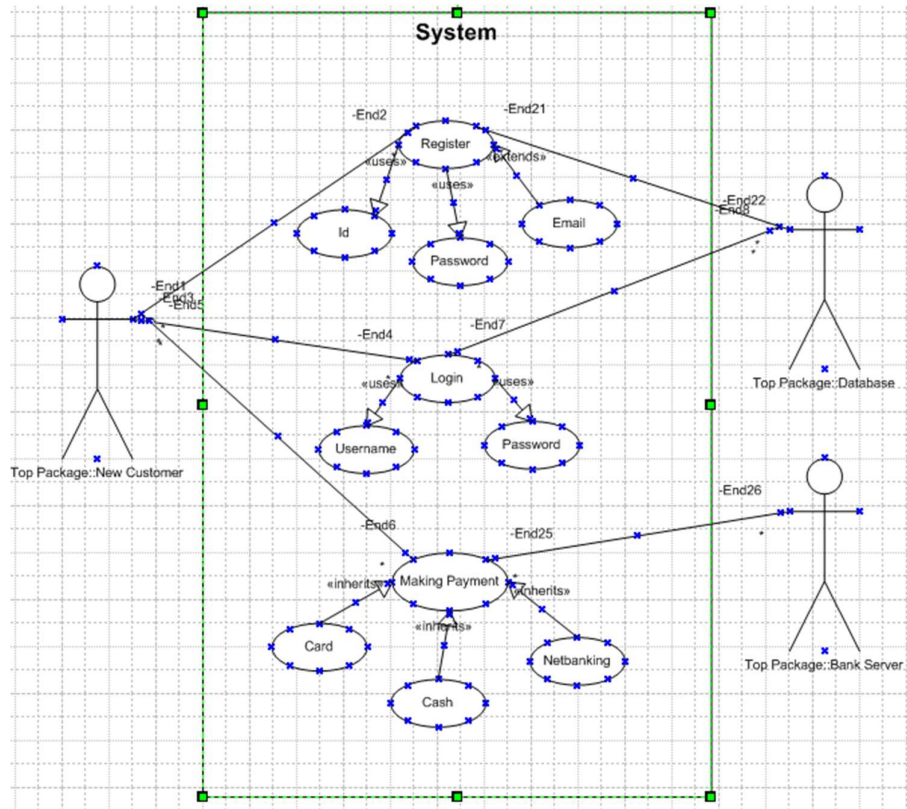 System
-End2
-End21
Register
«uses»
«extends»
«uses»
-End22
-End8
Id
Email
Password
*
-End1
-End3
-End5
-End4
-End7
*
Login
*
«uses»
«uses»
Top Package::Database
Username
Password
Top Package::New Customer
-End26
-End6
-End25
*
*
Making Payment
*
«inherits»
«inherits»
«inherits»
Card
Netbanking
Top Package::Bank Server
Cash